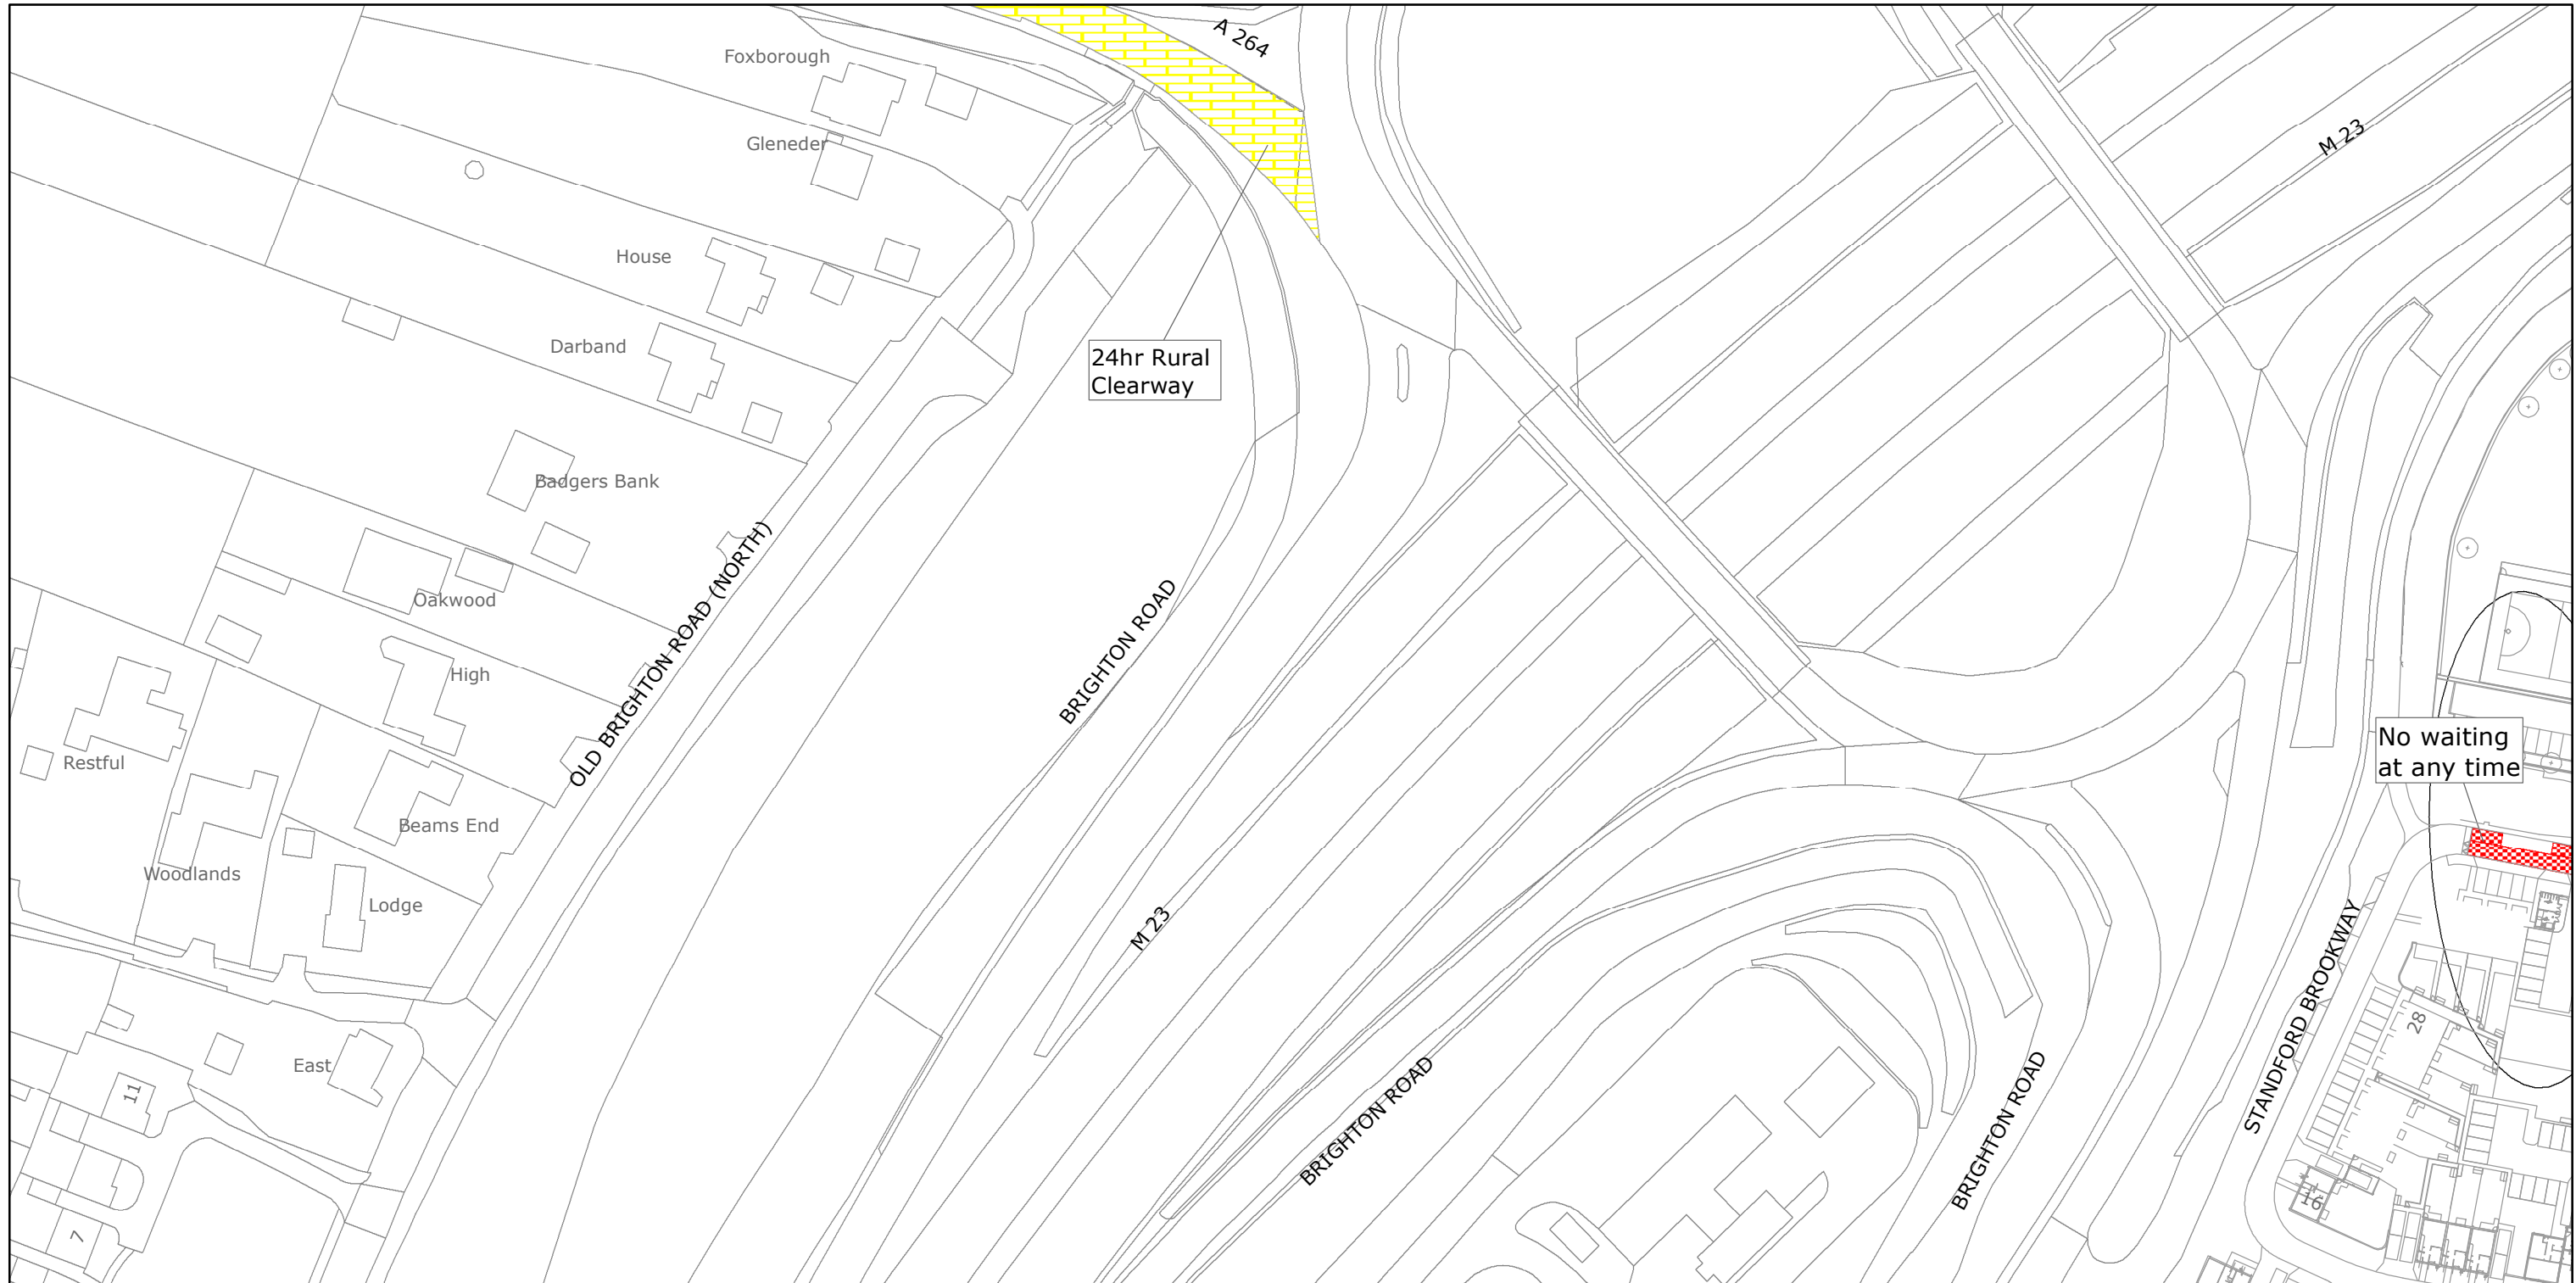 A 264
Foxborough
M 23
Gleneder
House
Darband
24hr Rural
Clearway
Badgers Bank
OLD BRIGHTON ROAD (NORTH)
Oakwood
BRIGHTON ROAD
High
No waiting
at any time
Restful
Beams End
Woodlands
Lodge
M 23
STANDFORD BROOKWAY
28
East
11
BRIGHTON ROAD
BRIGHTON ROAD
7